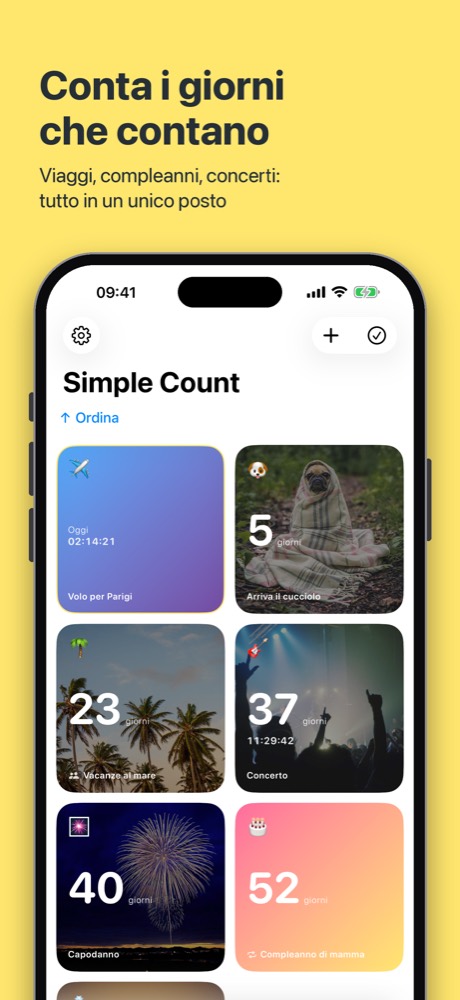 Conta i giorni
che contano
Viaggi, compleanni, concerti:
tutto in un unico posto
09:41
Simple Count
↑ Ordina
Oggi
02:14:21
Volo per Parigi
5 giorni
Arriva il cucciolo
23 giorni
Vacanze al mare
37 giorni
11:29:42
Concerto
40 giorni
Capodanno
52 giorni
Compleanno di mamma